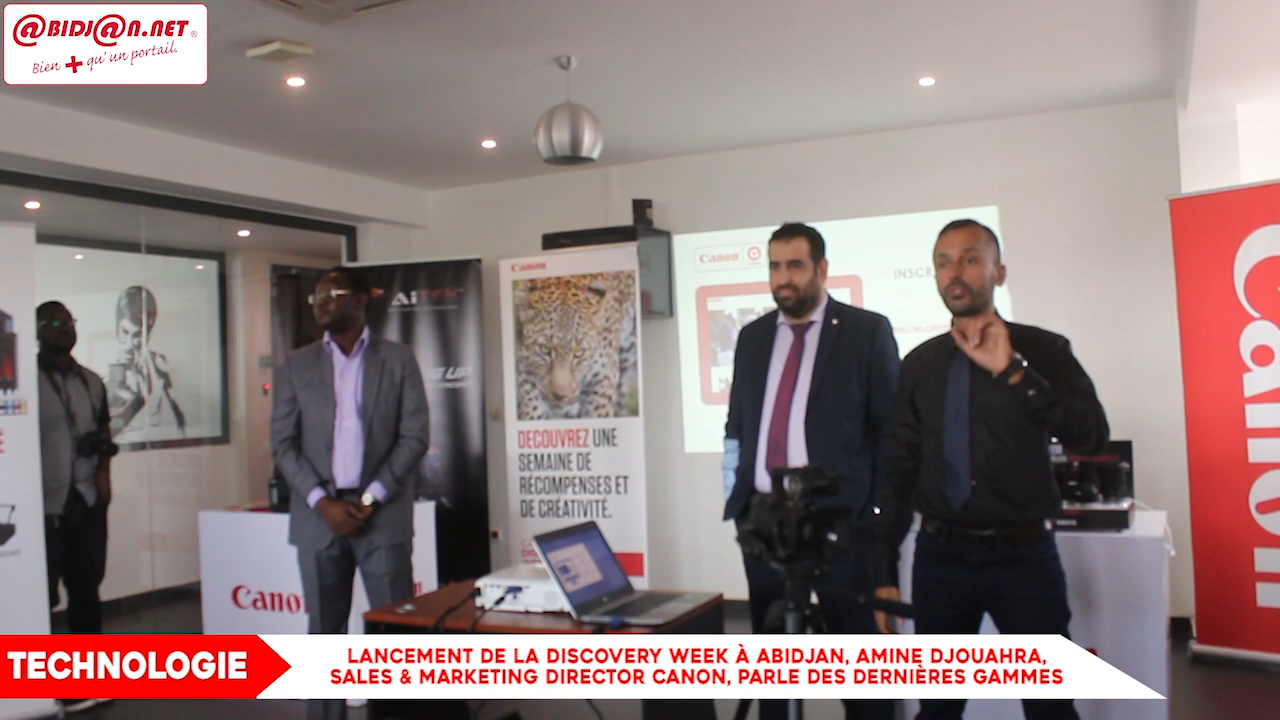 @BIDJ@N.NET®
Bien + qu'un portail.
Canon
DECOUVREZ UNE
SEMAINE DE
RÉCOMPENSES ET
DE CRÉATIVITÉ.
Canon
Canon
Canon
TECHNOLOGIE
LANCEMENT DE LA DISCOVERY WEEK À ABIDJAN, AMINE DJOUAHRA,
SALES & MARKETING DIRECTOR CANON, PARLE DES DERNIÈRES GAMMES